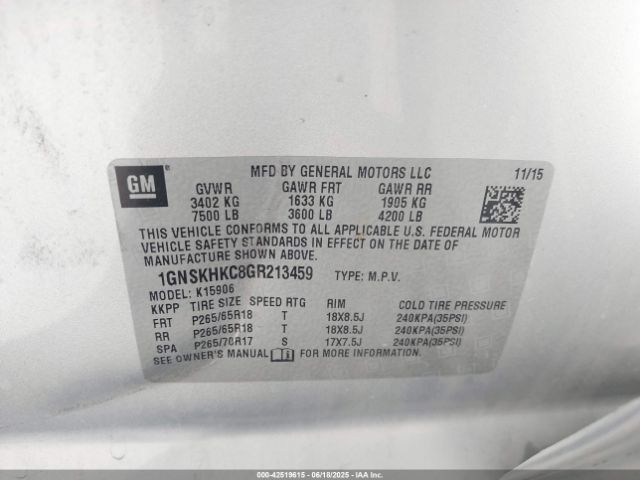 GM
MFD BY GENERAL MOTORS LLC 11/15
GVWR GAWR FRT GAWR RR
3402 KG 1633 KG 1905 KG
7500 LB 3600 LB 4200 LB
THIS VEHICLE CONFORMS TO ALL APPLICABLE U.S. FEDERAL MOTOR
VEHICLE SAFETY STANDARDS IN EFFECT ON THE DATE OF
MANUFACTURE SHOWN ABOVE.
1GNSKHKC8GR213459 TYPE: M.P.V.
MODEL: K15906
KKPP TIRE SIZE SPEED RTG RIM COLD TIRE PRESSURE
FRT P265/65R18 T 18X8.5J 240KPA(35PSI)
RR P265/65R18 T 18X8.5J 240KPA(35PSI)
SPA P265/70R17 S 17X7.5J 240KPA(35PSI)
SEE OWNER'S MANUAL FOR MORE INFORMATION.
000-42519615 - 06/18/2025 - IAAI.COM